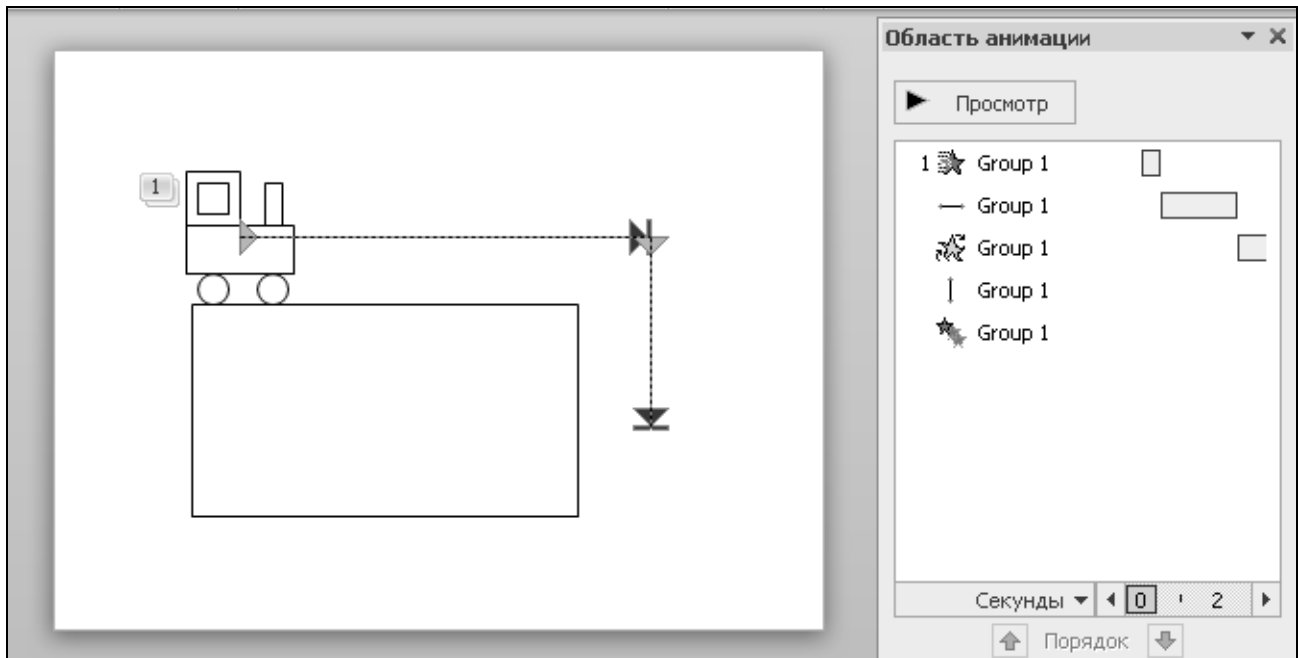 Область анимации
Просмотр
1
1 Group 1
Group 1
Group 1
Group 1
Group 1
Секунды 0 2
Порядок